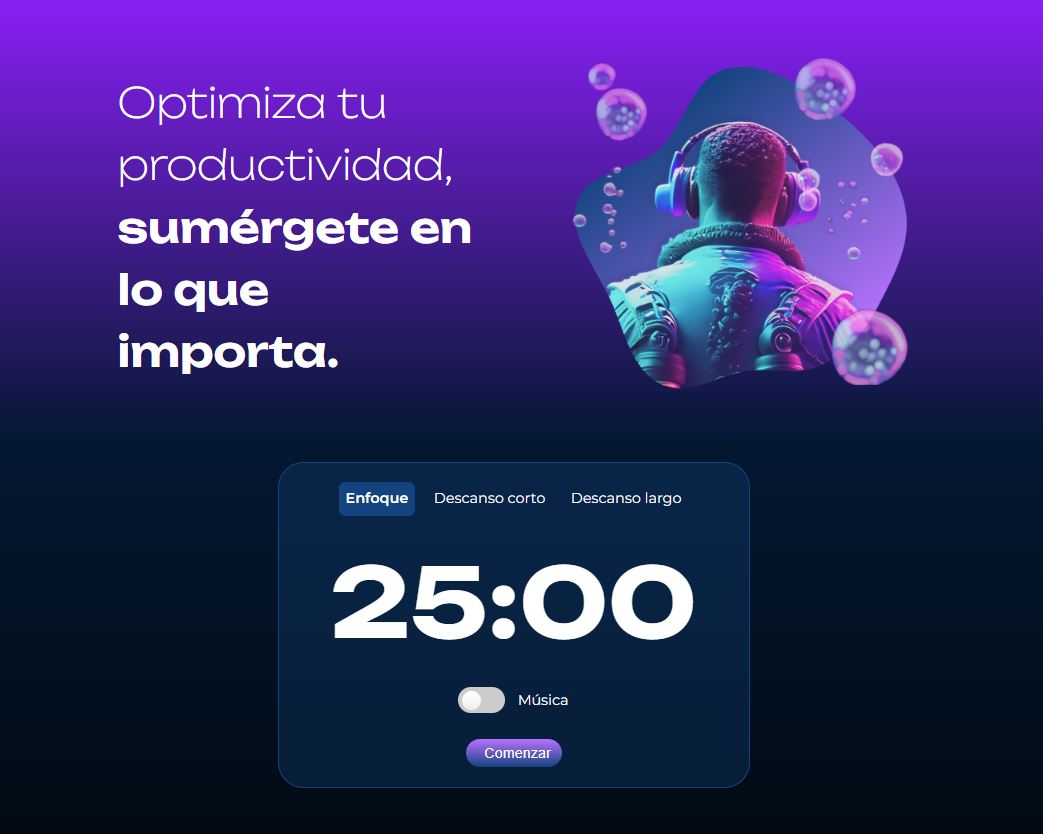 Optimiza tu
productividad,
sumérgete en
lo que
importa.
Enfoque Descanso corto Descanso largo
25:00
Música
Comenzar